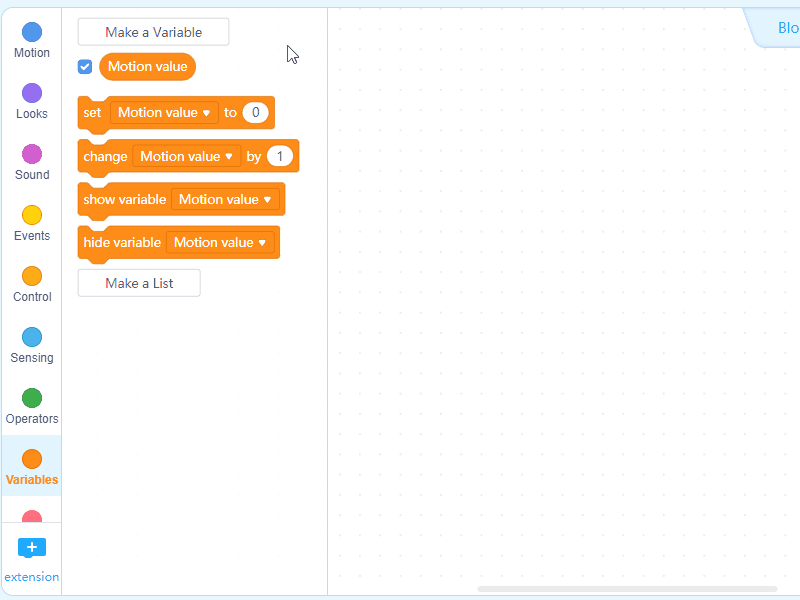 Motion
Looks
Sound
Events
Control
Sensing
Operators
Variables
extension
Make a Variable
Motion value
set Motion value to 0
change Motion value by 1
show variable Motion value
hide variable Motion value
Make a List
Blo